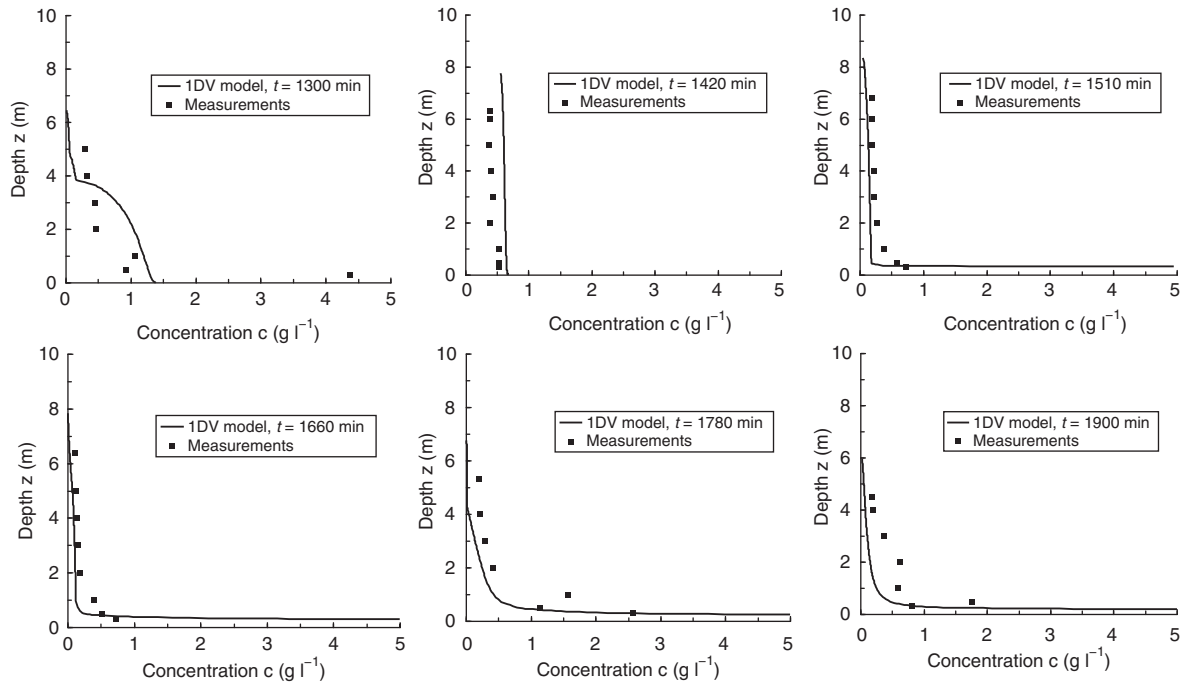 10
8
6
4
2
0
Depth z (m)
1DV model, t = 1300 min
Measurements
0 1 2 3 4 5
Concentration c (g l⁻¹)
10
8
6
4
2
0
Depth z (m)
1DV model, t = 1420 min
Measurements
0 1 2 3 4 5
Concentration c (g l⁻¹)
10
8
6
4
2
0
Depth z (m)
1DV model, t = 1510 min
Measurements
0 1 2 3 4 5
Concentration c (g l⁻¹)
10
8
6
4
2
0
Depth z (m)
1DV model, t = 1660 min
Measurements
0 1 2 3 4 5
Concentration c (g l⁻¹)
10
8
6
4
2
0
Depth z (m)
1DV model, t = 1780 min
Measurements
0 1 2 3 4 5
Concentration c (g l⁻¹)
10
8
6
4
2
0
Depth z (m)
1DV model, t = 1900 min
Measurements
0 1 2 3 4 5
Concentration c (g l⁻¹)